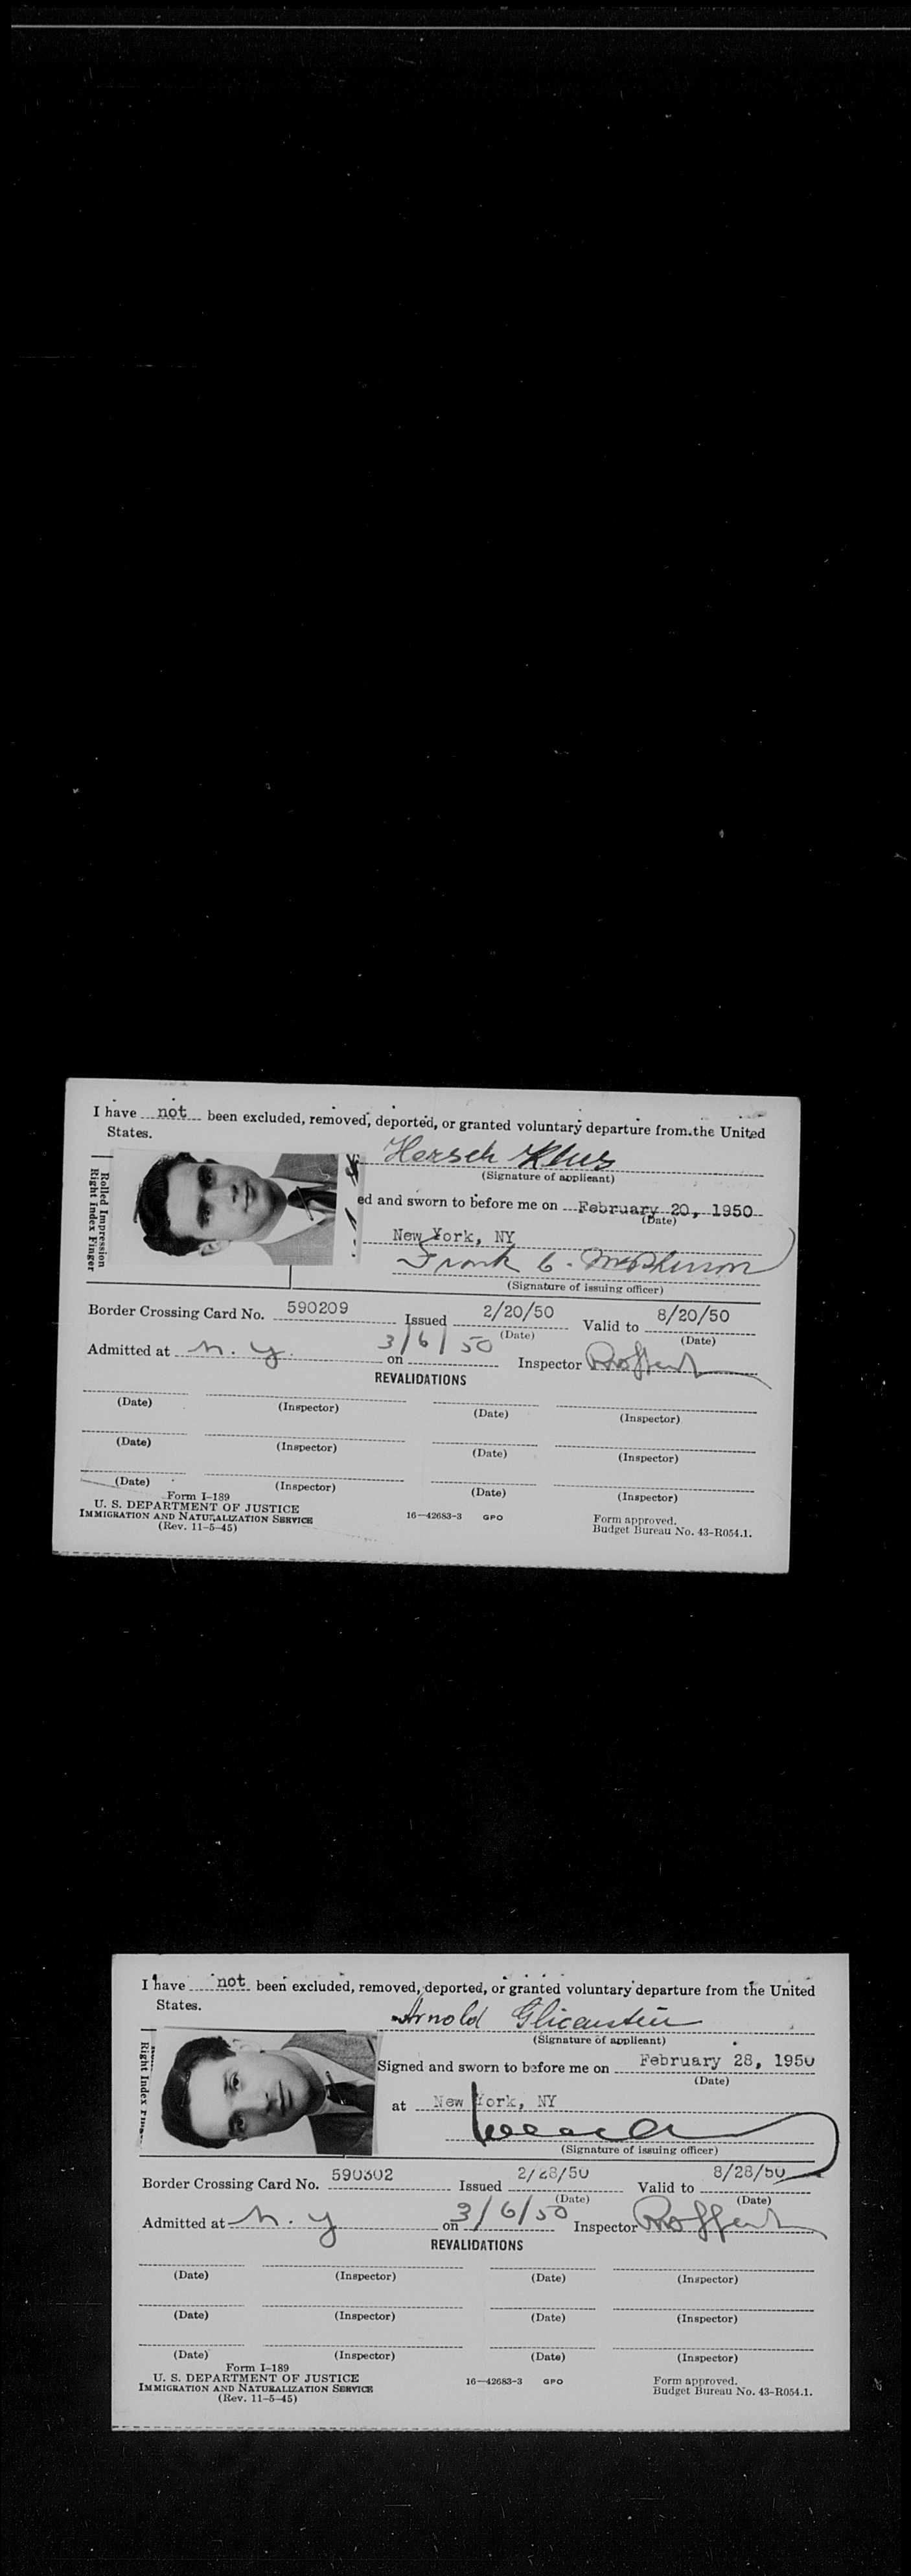 I have not been excluded, removed, deported, or granted voluntary departure from the United
States.
Hersch Klus
(Signature of applicant)
Rolled Impression
Right Index Finger
ed and sworn to before me on February 20, 1950
(Date)
New York, NY
Frank C. McPherson
(Signature of issuing officer)
Border Crossing Card No. 590209 Issued 2/20/50 Valid to 8/20/50
(Date) (Date)
Admitted at N. Y. on 3/6/50 Inspector
REVALIDATIONS
(Date) (Inspector) (Date) (Inspector)
(Date) (Inspector) (Date) (Inspector)
(Date) (Inspector) (Date) (Inspector)
Form I-189
U. S. DEPARTMENT OF JUSTICE
IMMIGRATION AND NATURALIZATION SERVICE
(Rev. 11-5-45)
16—42683-3 GPO
Form approved.
Budget Bureau No. 43-R054.1.
I have not been excluded, removed, deported, or granted voluntary departure from the United
States.
Arnold Glicenstein
(Signature of applicant)
Right Index
Signed and sworn to before me on February 28, 1950
(Date)
at New York, NY
(Signature of issuing officer)
Border Crossing Card No. 590302 Issued 2/28/50 Valid to 8/28/50
(Date) (Date)
Admitted at N. Y. on 3/6/50 Inspector
REVALIDATIONS
(Date) (Inspector) (Date) (Inspector)
(Date) (Inspector) (Date) (Inspector)
(Date) (Inspector) (Date) (Inspector)
Form I-189
U. S. DEPARTMENT OF JUSTICE
IMMIGRATION AND NATURALIZATION SERVICE
(Rev. 11-5-45)
16—42683-3 GPO
Form approved.
Budget Bureau No. 43-R054.1.